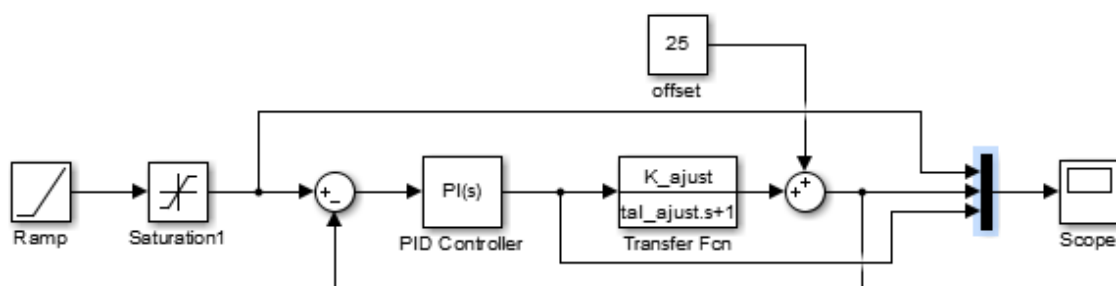 25
offset
Ramp
Saturation1
+
−
PI(s)
PID Controller
K_ajust
tal_ajust.s+1
Transfer Fcn
+
+
Scope